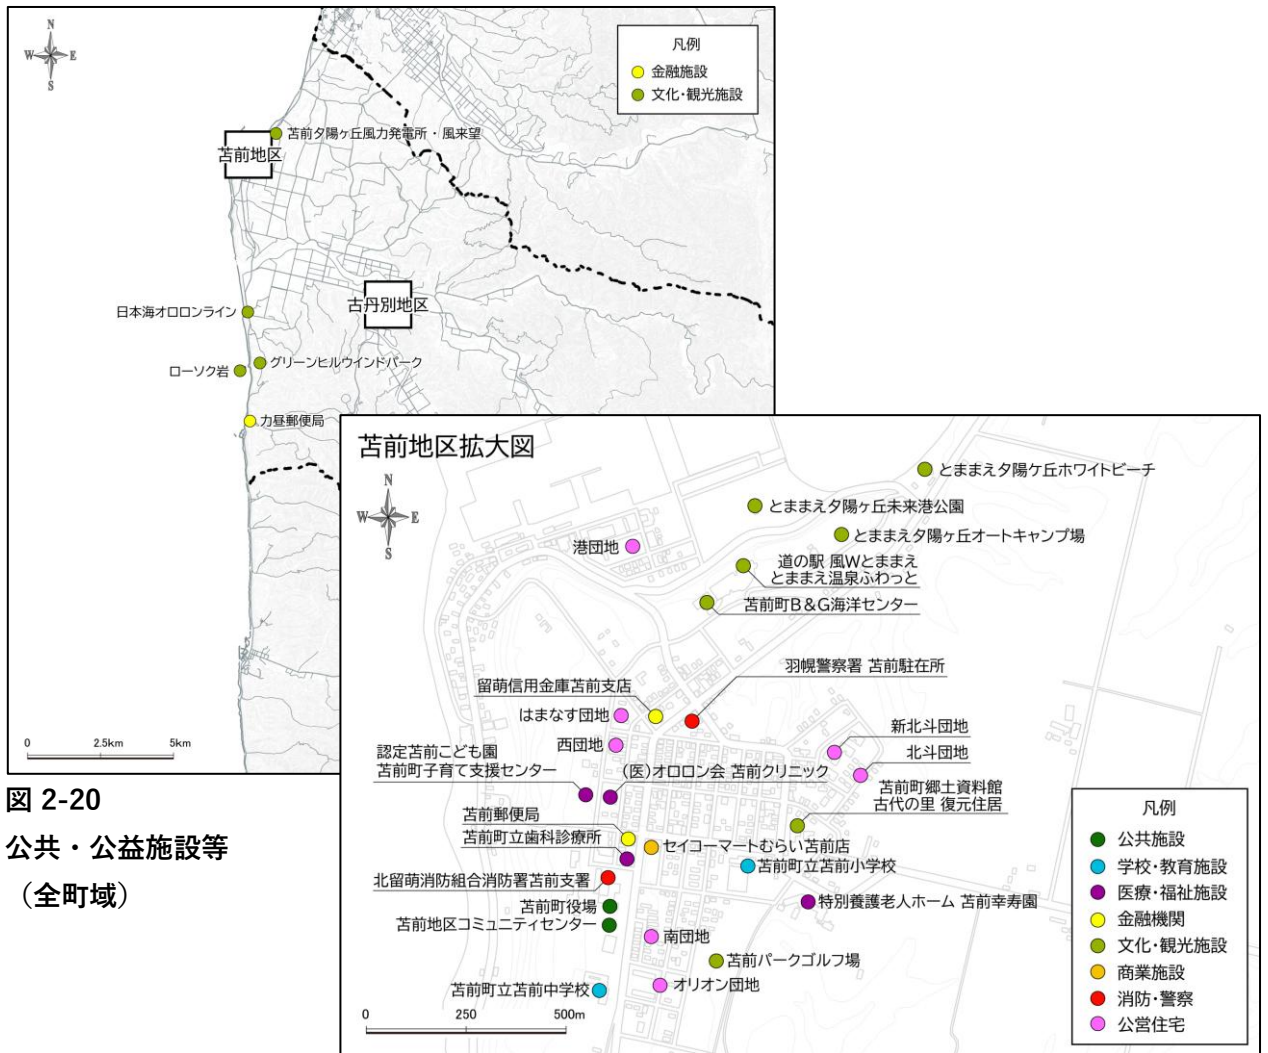 N
W E
S
凡例
金融施設
文化・観光施設
苫前夕陽ヶ丘風力発電所・風来望
苫前地区
古丹別地区
日本海オロロンライン
グリーンヒルウインドパーク
ローソク岩
力昼郵便局
0 2.5km 5km
図 2-20
公共・公益施設等
（全町域）
苫前地区拡大図
N
W E
S
とままえ夕陽ケ丘ホワイトビーチ
とままえ夕陽ヶ丘未来港公園
とままえ夕陽ヶ丘オートキャンプ場
港団地
道の駅 風Wとままえ
とままえ温泉ふわっと
苫前町B&G海洋センター
羽幌警察署 苫前駐在所
留萌信用金庫苫前支店
はまなす団地
西団地
新北斗団地
北斗団地
認定苫前こども園
苫前町子育て支援センター
(医)オロロン会 苫前クリニック
苫前町郷土資料館
古代の里 復元住居
苫前郵便局
苫前町立歯科診療所
セイコーマートむらい苫前店
苫前町立苫前小学校
北留萌消防組合消防署苫前支署
苫前町役場
苫前地区コミュニティセンター
特別養護老人ホーム 苫前幸寿園
南団地
苫前パークゴルフ場
苫前町立苫前中学校
オリオン団地
0 250 500m
凡例
公共施設
学校・教育施設
医療・福祉施設
金融機関
文化・観光施設
商業施設
消防・警察
公営住宅